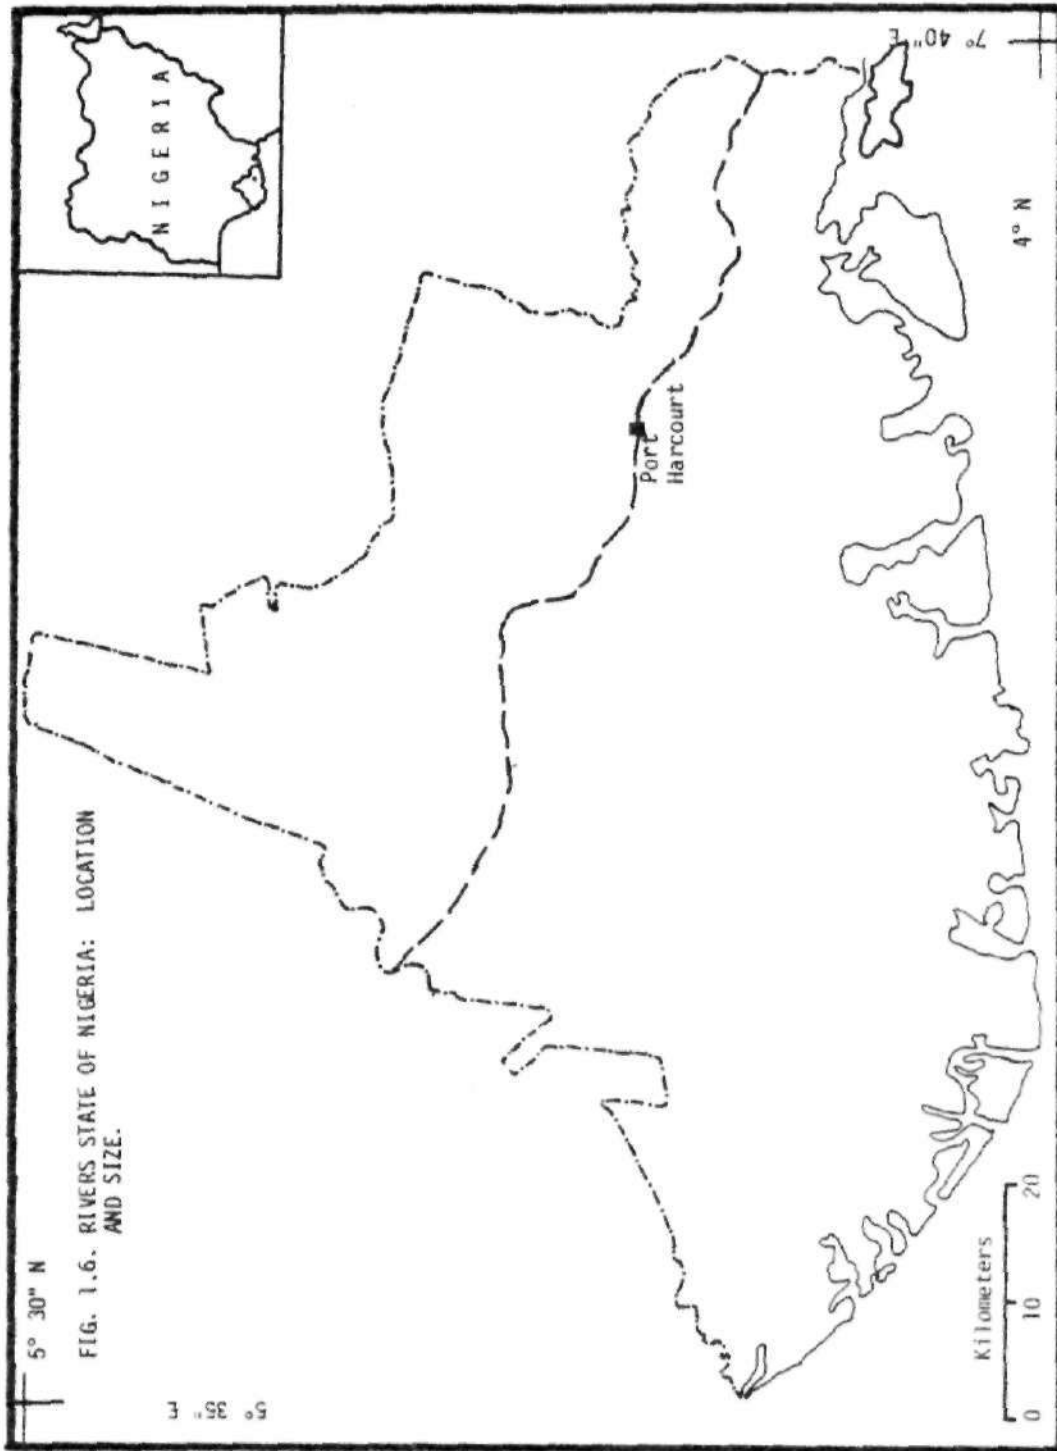 5° 30" N
FIG. 1.6. RIVERS STATE OF NIGERIA: LOCATION
AND SIZE.
5° 35" E
NIGERIA
7° 40" E
Port
Harcourt
4° N
Kilometers
0 10 20